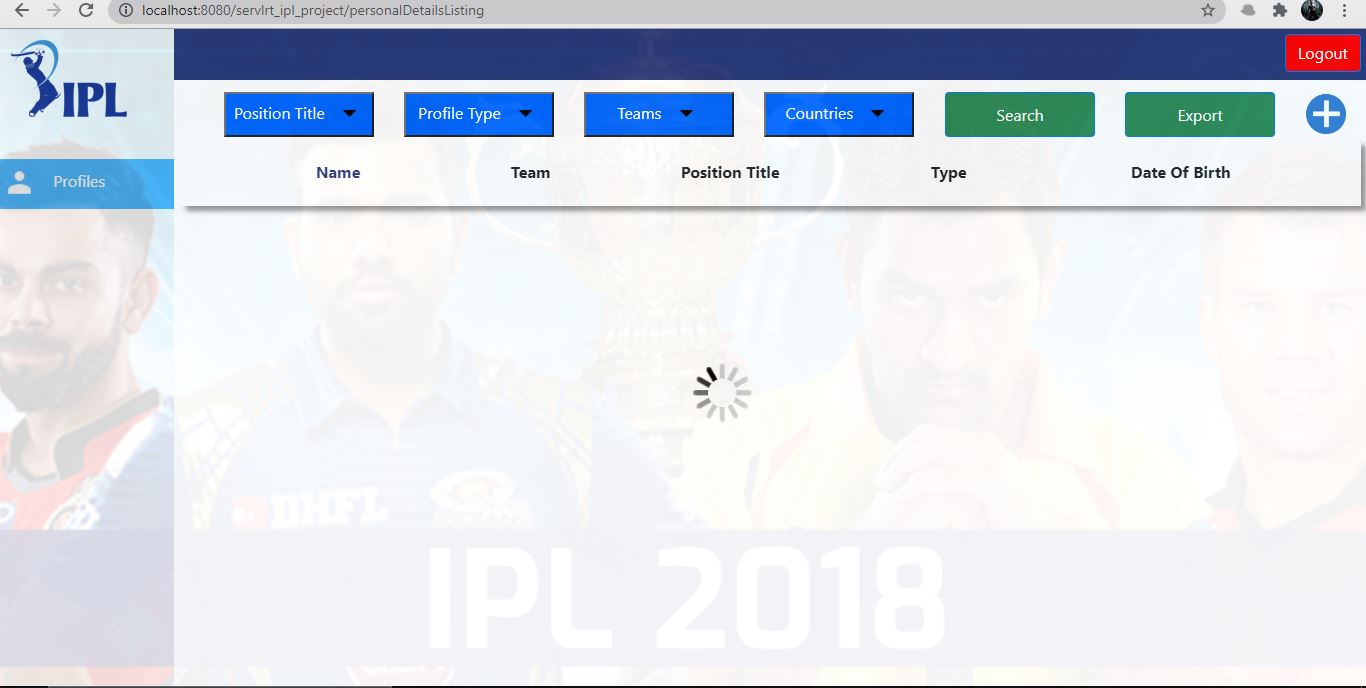 localhost:8080/servlrt_ipl_project/personalDetailsListing
Logout
IPL
Position Title
Profile Type
Teams
Countries
Search
Export
Name
Team
Position Title
Type
Date Of Birth
Profiles
DHFL
IPL 2018